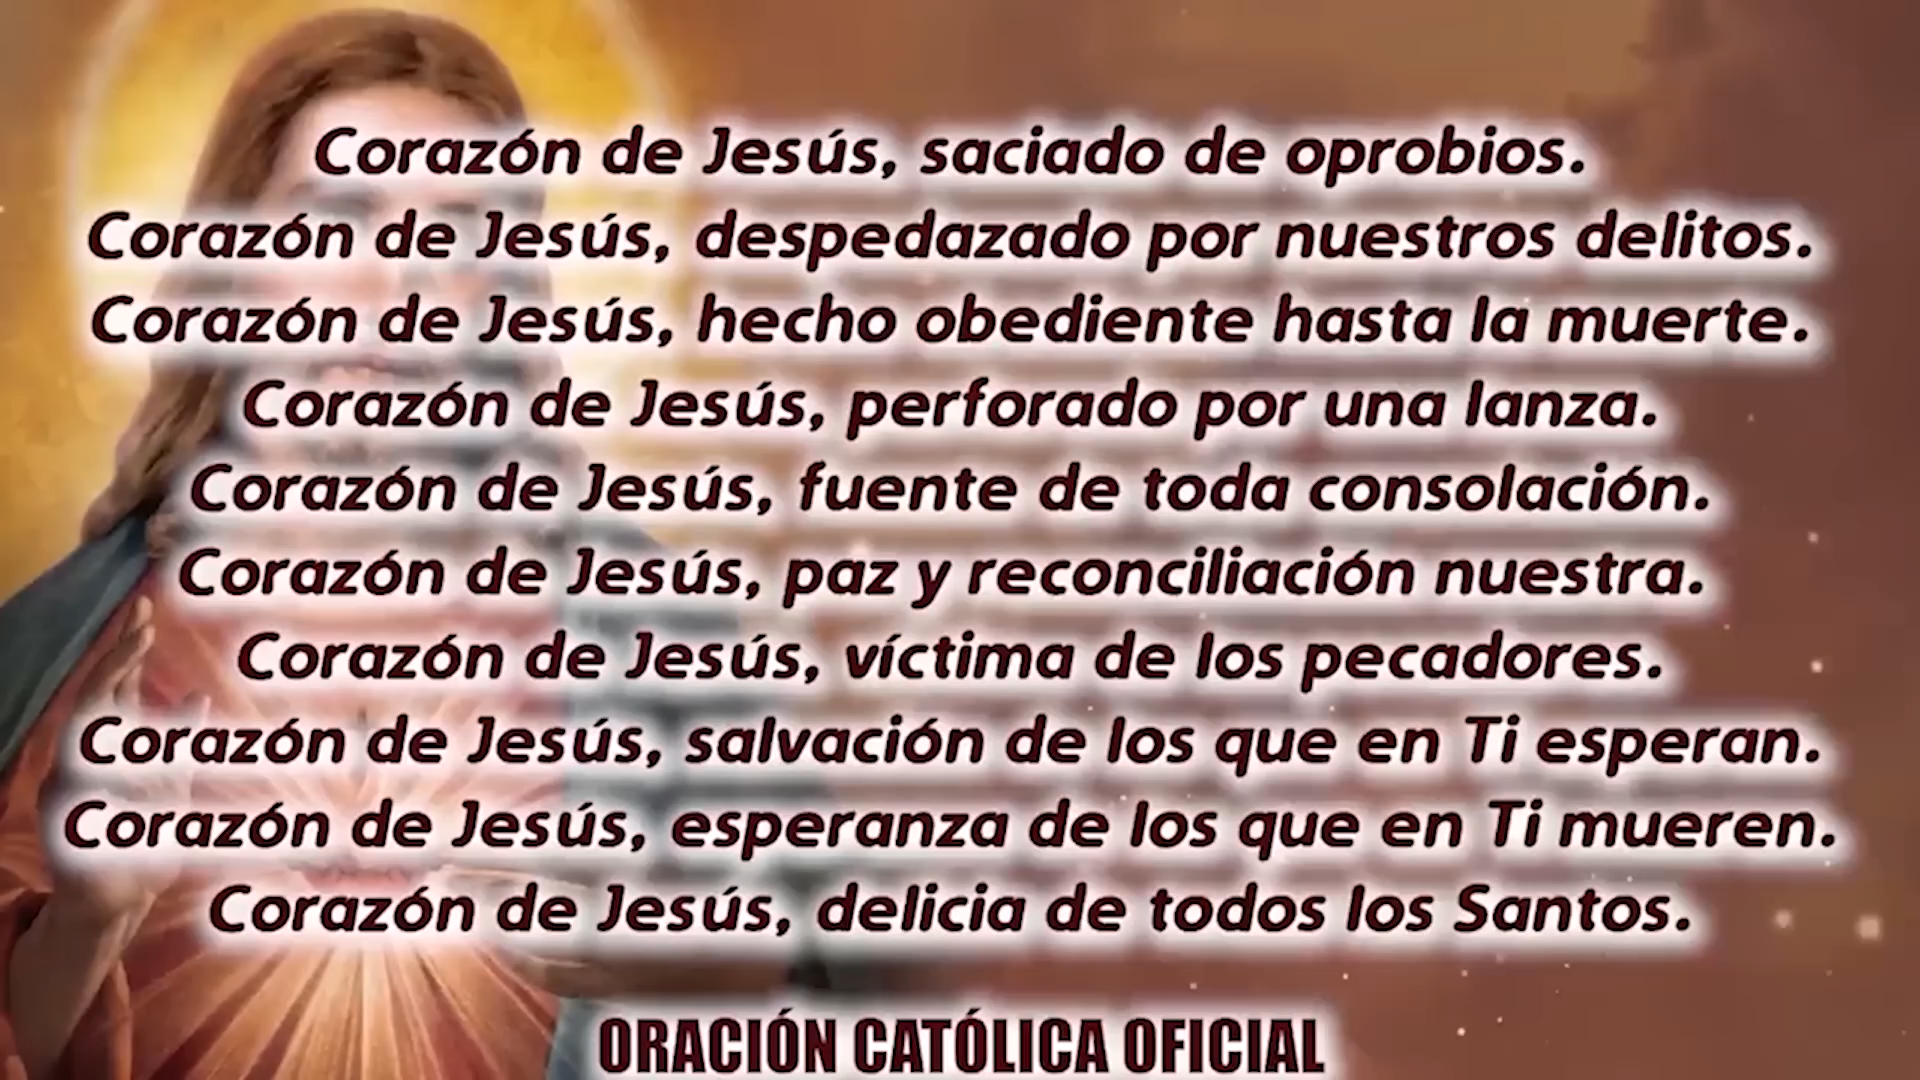 Corazón de Jesús, saciado de oprobios.
Corazón de Jesús, despedazado por nuestros delitos.
Corazón de Jesús, hecho obediente hasta la muerte.
Corazón de Jesús, perforado por una lanza.
Corazón de Jesús, fuente de toda consolación.
Corazón de Jesús, paz y reconciliación nuestra.
Corazón de Jesús, víctima de los pecadores.
Corazón de Jesús, salvación de los que en Ti esperan.
Corazón de Jesús, esperanza de los que en Ti mueren.
Corazón de Jesús, delicia de todos los Santos.
ORACIÓN CATÓLICA OFICIAL